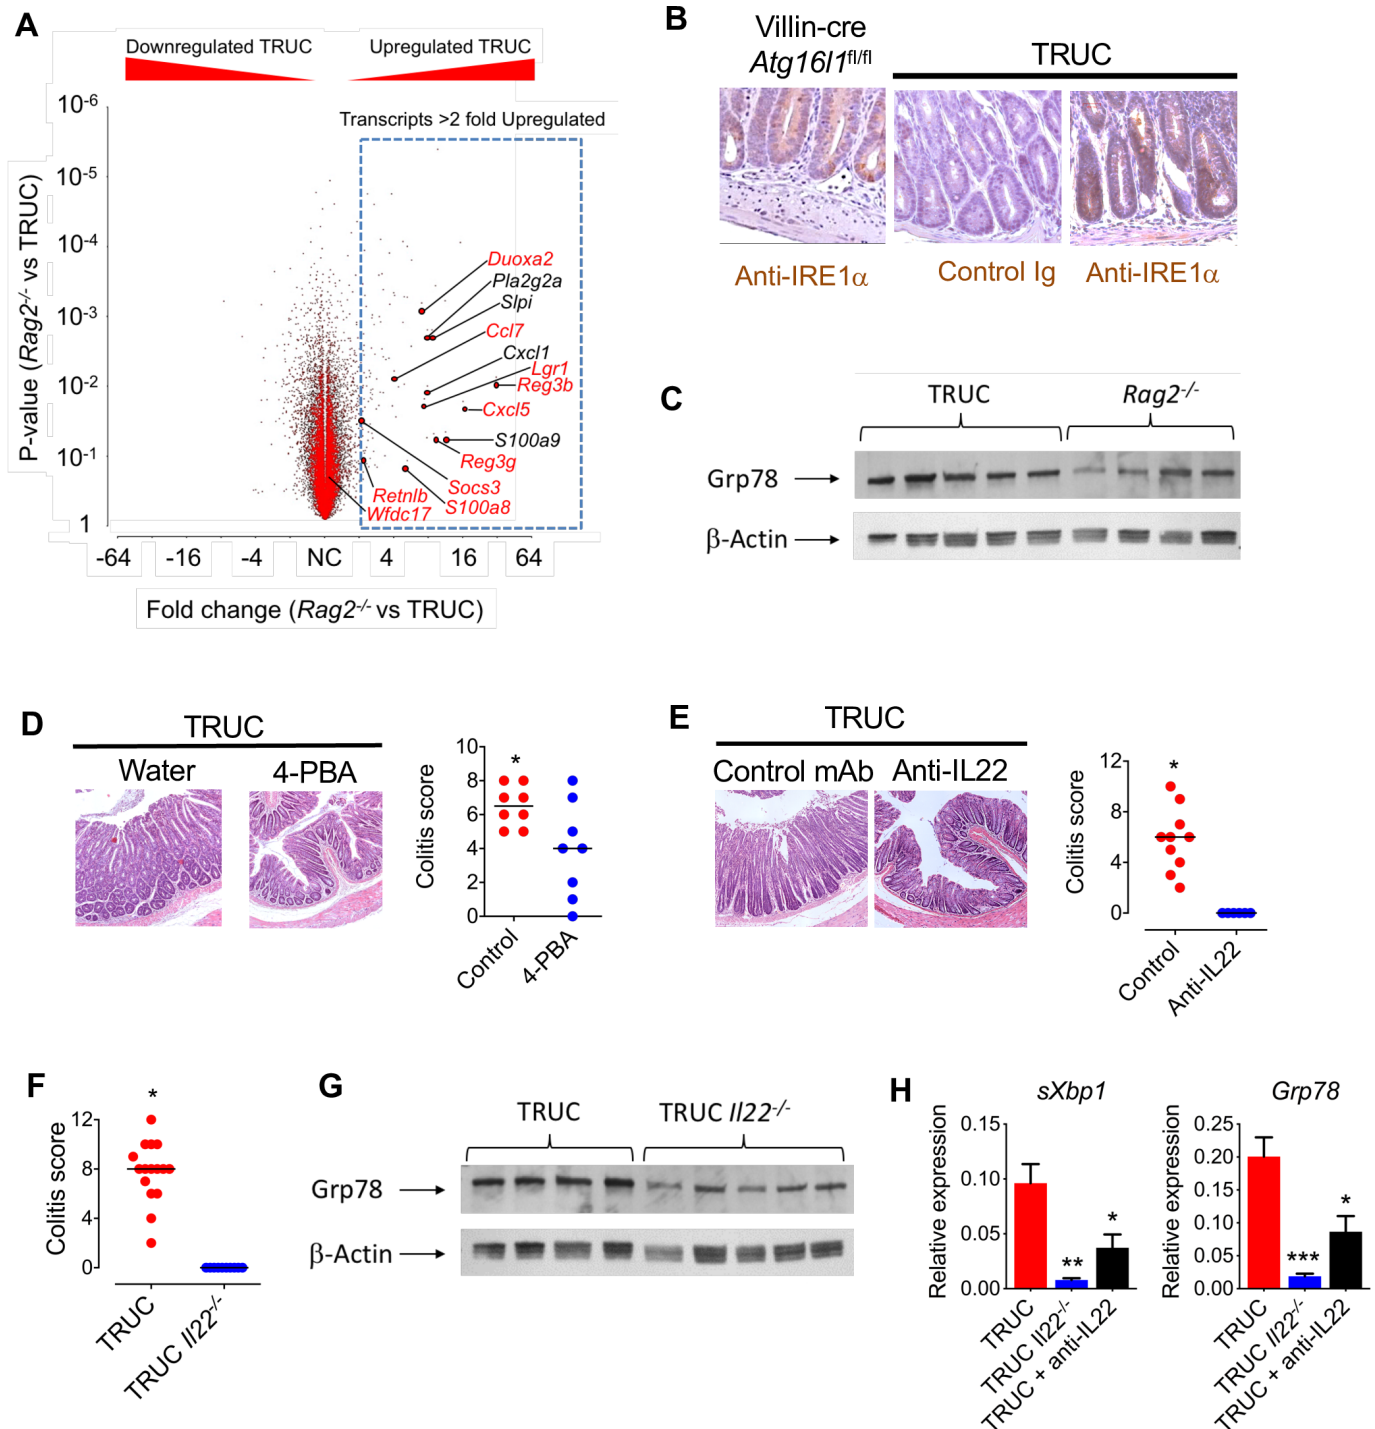 A
Downregulated TRUC
Upregulated TRUC
Transcripts >2 fold Upregulated
P-value (Rag2-/- vs TRUC)
10-6
10-5
10-4
10-3
10-2
10-1
1
Duoxa2
Pla2g2a
Slpi
Ccl7
Cxcl1
Lgr1
Reg3b
Cxcl5
S100a9
Reg3g
Socs3
Retnlb
S100a8
Wfdc17
-64
-16
-4
NC
4
16
64
Fold change (Rag2-/- vs TRUC)
B
Villin-cre
Atg16l1fl/fl
TRUC
Anti-IRE1α
Control Ig
Anti-IRE1α
C
TRUC
Rag2-/-
Grp78
β-Actin
D
TRUC
Water
4-PBA
Colitis score
10
8
6
4
2
0
*
Control
4-PBA
E
TRUC
Control mAb
Anti-IL22
Colitis score
12
8
4
0
*
Control
Anti-IL22
F
Colitis score
12
8
4
0
*
TRUC
TRUC Il22-/-
G
TRUC
TRUC Il22-/-
Grp78
β-Actin
H
sXbp1
Relative expression
0.15
0.10
0.05
0.00
**
*
TRUC
TRUC Il22-/-
TRUC + anti-IL22
Grp78
Relative expression
0.25
0.20
0.15
0.10
0.05
0.00
***
*
TRUC
TRUC Il22-/-
TRUC + anti-IL22